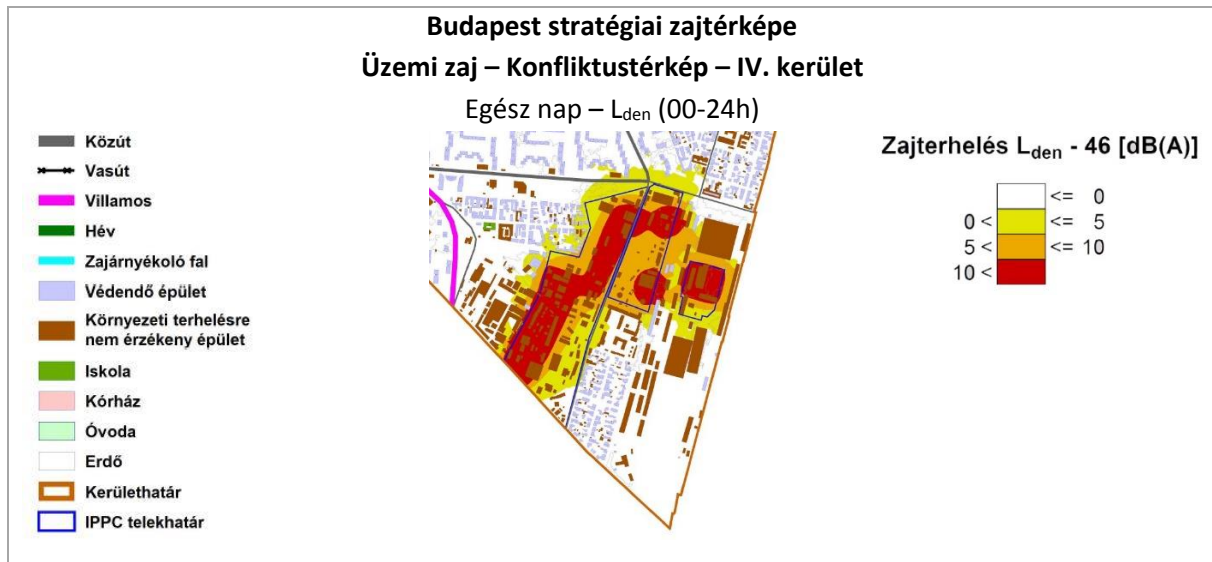 Budapest stratégiai zajtérképe
Üzemi zaj – Konfliktustérkép – IV. kerület
Egész nap – Lden (00-24h)
Közút
Vasút
Villamos
Hév
Zajárnyékoló fal
Védendő épület
Környezeti terhelésre
nem érzékeny épület
Iskola
Kórház
Óvoda
Erdő
Kerülethatár
IPPC telekhatár
Zajterhelés Lden - 46 [dB(A)]
<= 0
0 < <= 5
5 < <= 10
10 <